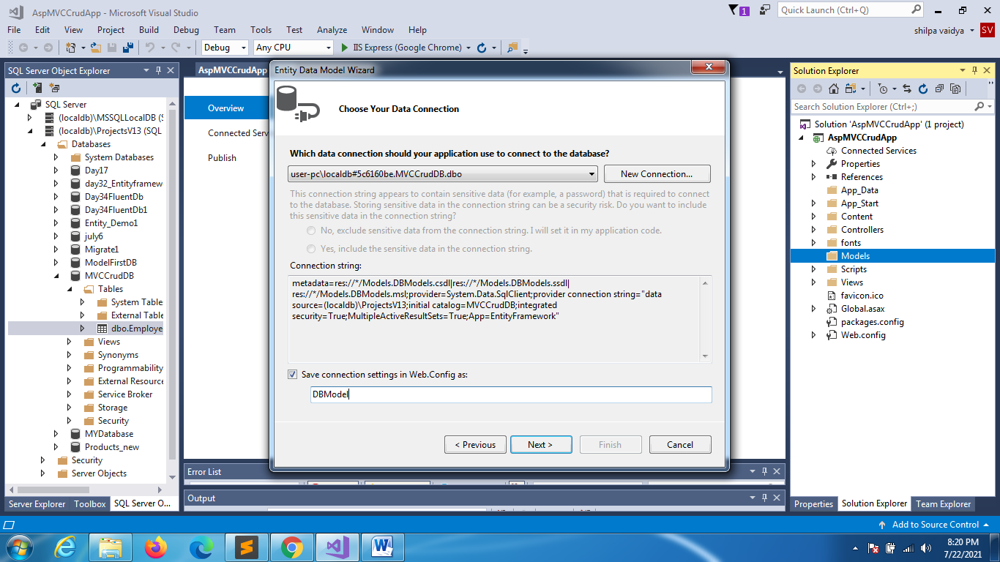 AspMVCCrudApp - Microsoft Visual Studio
1
Quick Launch (Ctrl+Q)
File Edit View Project Build Debug Team Tools Test Analyze Window Help
shilpa vaidya
SV
Debug
Any CPU
IIS Express (Google Chrome)
SQL Server Object Explorer
SQL Server
(localdb)\MSSQLLocalDB (S
(localdb)\ProjectsV13 (SQL
Databases
System Databases
Day17
day32_Entityframew
Day34FluentDb
Day34FluentDb1
Entity_Demo1
july6
Migrate1
ModelFirstDB
MVCCrudDB
Tables
System Table
External Table
dbo.Employe
Views
Synonyms
Programmability
External Resource
Service Broker
Storage
Security
MYDatabase
Products_new
Security
Server Objects
Server Explorer
Toolbox
SQL Server O...
AspMVCCrudApp
Overview
Connected Serv
Publish
Entity Data Model Wizard
Choose Your Data Connection
Which data connection should your application use to connect to the database?
user-pc\localdb#5c6160be.MVCCrudDB.dbo
New Connection...
This connection string appears to contain sensitive data (for example, a password) that is required to connect
to the database. Storing sensitive data in the connection string can be a security risk. Do you want to include
this sensitive data in the connection string?
No, exclude sensitive data from the connection string. I will set it in my application code.
Yes, include the sensitive data in the connection string.
Connection string:
metadata=res://*/Models.DBModels.csdl|res://*/Models.DBModels.ssdl|
res://*/Models.DBModels.msl;provider=System.Data.SqlClient;provider connection string="data
source=(localdb)\ProjectsV13;initial catalog=MVCCrudDB;integrated
security=True;MultipleActiveResultSets=True;App=EntityFramework"
Save connection settings in Web.Config as:
DBModel
< Previous
Next >
Finish
Cancel
Error List
Output
Solution Explorer
Search Solution Explorer (Ctrl+;)
Solution 'AspMVCCrudApp' (1 project)
AspMVCCrudApp
Connected Services
Properties
References
App_Data
App_Start
Content
Controllers
fonts
Models
Scripts
Views
favicon.ico
Global.asax
packages.config
Web.config
Properties
Solution Explorer
Team Explorer
Add to Source Control
8:20 PM
7/22/2021